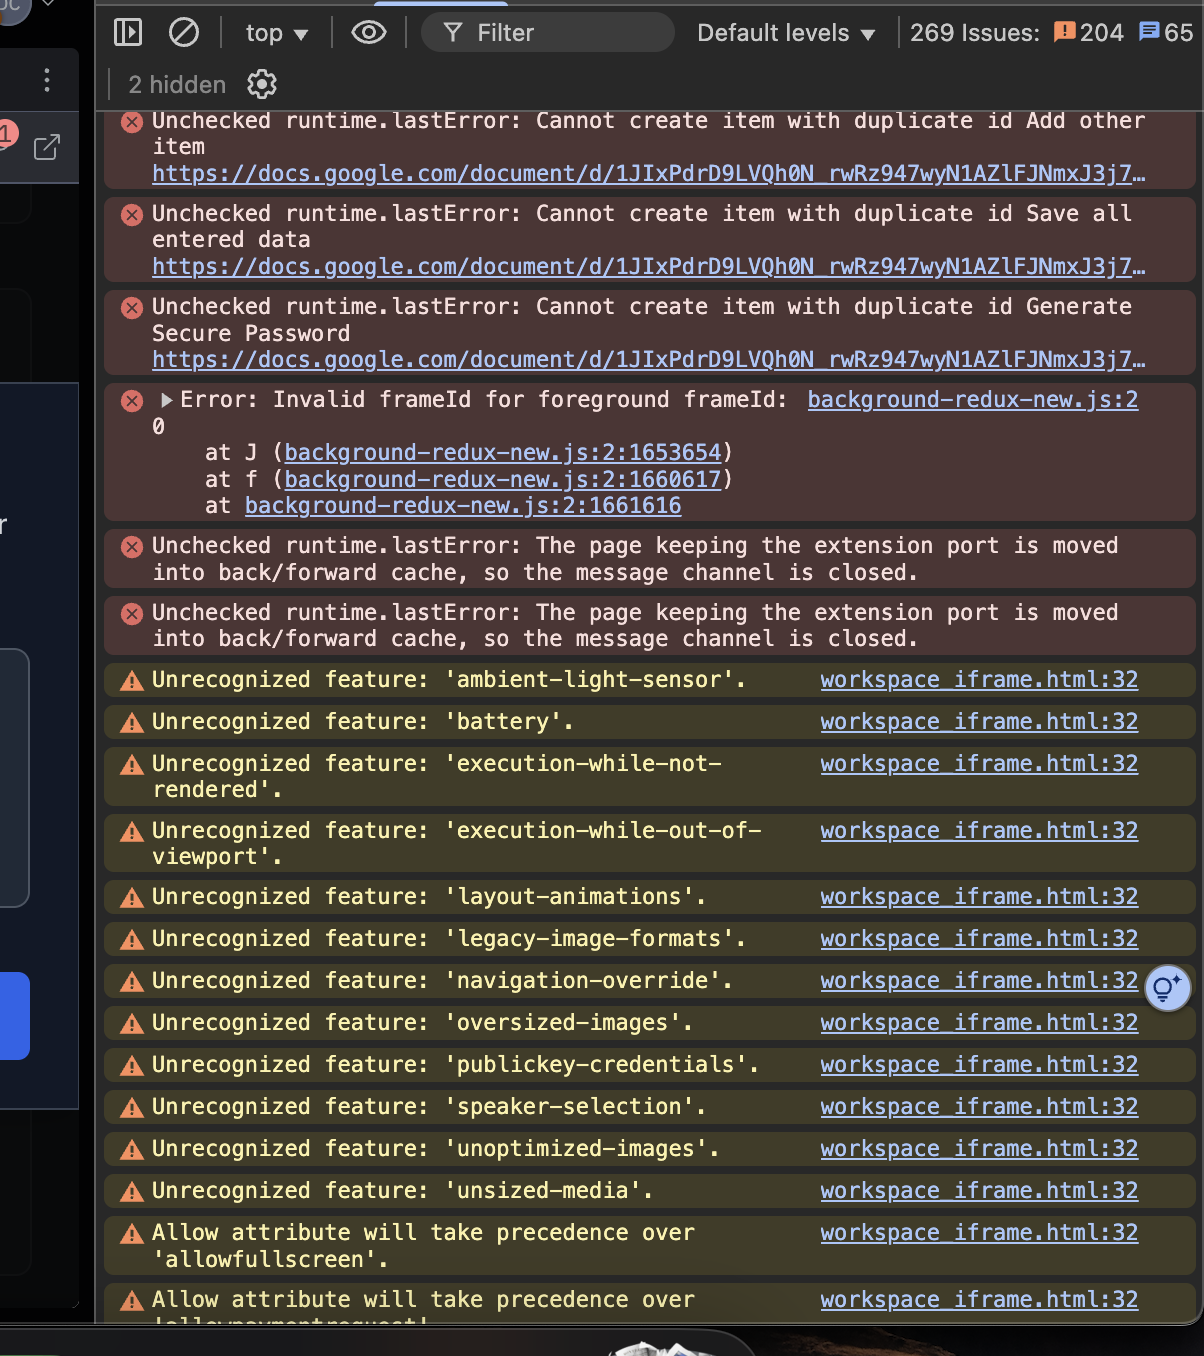 top ▼ Filter Default levels ▼ 269 Issues: 204 65
2 hidden
1
Unchecked runtime.lastError: Cannot create item with duplicate id Add other
item
https://docs.google.com/document/d/1JIxPdrD9LVQh0N_rwRz947wyN1AZlFJNmxJ3j7…
Unchecked runtime.lastError: Cannot create item with duplicate id Save all
entered data
https://docs.google.com/document/d/1JIxPdrD9LVQh0N_rwRz947wyN1AZlFJNmxJ3j7…
Unchecked runtime.lastError: Cannot create item with duplicate id Generate
Secure Password
https://docs.google.com/document/d/1JIxPdrD9LVQh0N_rwRz947wyN1AZlFJNmxJ3j7…
Error: Invalid frameId for foreground frameId: background-redux-new.js:2
0
at J (background-redux-new.js:2:1653654)
at f (background-redux-new.js:2:1660617)
at background-redux-new.js:2:1661616
r
Unchecked runtime.lastError: The page keeping the extension port is moved
into back/forward cache, so the message channel is closed.
Unchecked runtime.lastError: The page keeping the extension port is moved
into back/forward cache, so the message channel is closed.
Unrecognized feature: 'ambient-light-sensor'. workspace_iframe.html:32
Unrecognized feature: 'battery'. workspace_iframe.html:32
Unrecognized feature: 'execution-while-not- workspace_iframe.html:32
rendered'.
Unrecognized feature: 'execution-while-out-of- workspace_iframe.html:32
viewport'.
Unrecognized feature: 'layout-animations'. workspace_iframe.html:32
Unrecognized feature: 'legacy-image-formats'. workspace_iframe.html:32
Unrecognized feature: 'navigation-override'. workspace_iframe.html:32
Unrecognized feature: 'oversized-images'. workspace_iframe.html:32
Unrecognized feature: 'publickey-credentials'. workspace_iframe.html:32
Unrecognized feature: 'speaker-selection'. workspace_iframe.html:32
Unrecognized feature: 'unoptimized-images'. workspace_iframe.html:32
Unrecognized feature: 'unsized-media'. workspace_iframe.html:32
Allow attribute will take precedence over workspace_iframe.html:32
'allowfullscreen'.
Allow attribute will take precedence over workspace_iframe.html:32